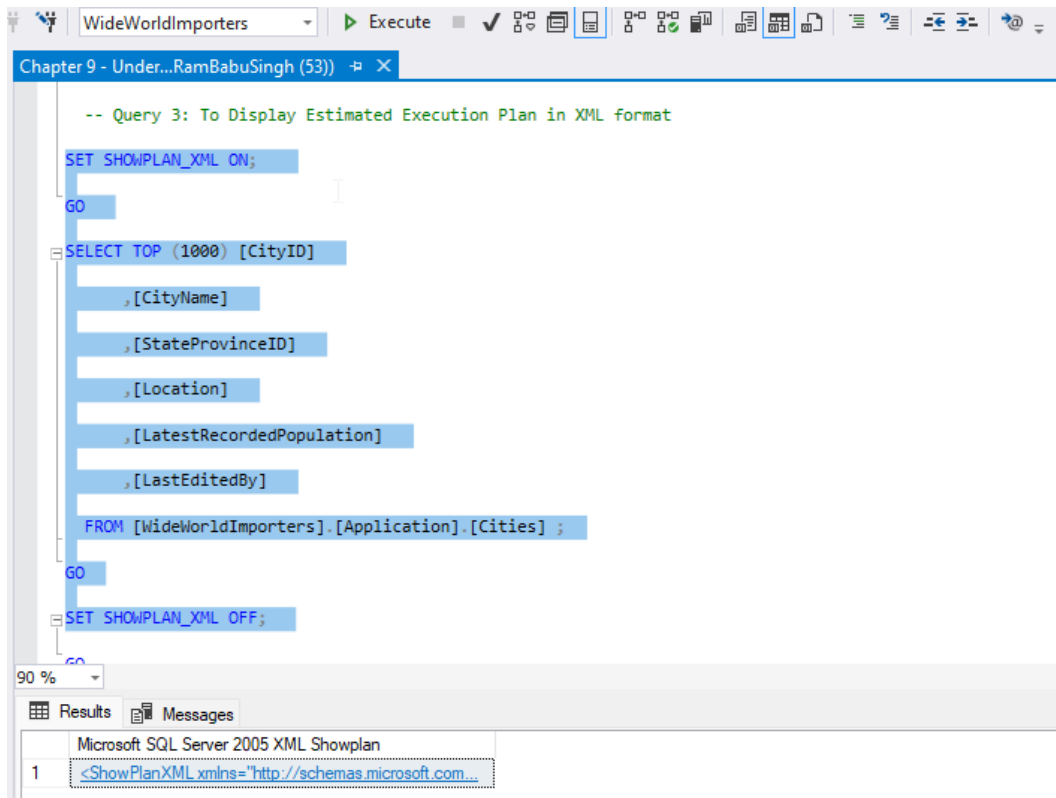 WideWorldImporters Execute
Chapter 9 - Under...RamBabuSingh (53))
-- Query 3: To Display Estimated Execution Plan in XML format
SET SHOWPLAN_XML ON;
GO
SELECT TOP (1000) [CityID]
,[CityName]
,[StateProvinceID]
,[Location]
,[LatestRecordedPopulation]
,[LastEditedBy]
FROM [WideWorldImporters].[Application].[Cities] ;
GO
SET SHOWPLAN_XML OFF;
GO
90 %
Results Messages
Microsoft SQL Server 2005 XML Showplan
1 <ShowPlanXML xmlns="http://schemas.microsoft.com...